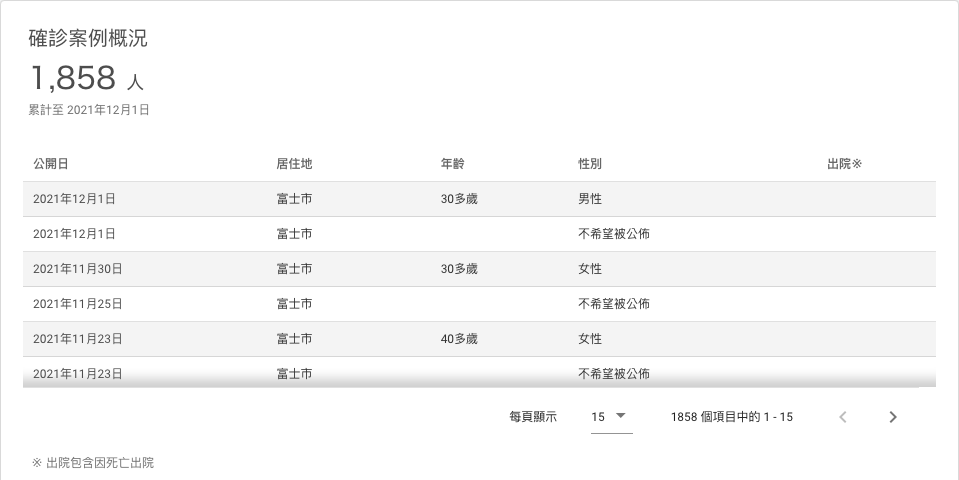 確診案例概況
1,858 人
累計至 2021年12月1日
公開日 居住地 年齡 性別 出院※
2021年12月1日 富士市 30多歲 男性
2021年12月1日 富士市 不希望被公佈
2021年11月30日 富士市 30多歲 女性
2021年11月25日 富士市 不希望被公佈
2021年11月23日 富士市 40多歲 女性
2021年11月23日 富士市 不希望被公佈
每頁顯示 15 1858 個項目中的 1 - 15
※ 出院包含因死亡出院